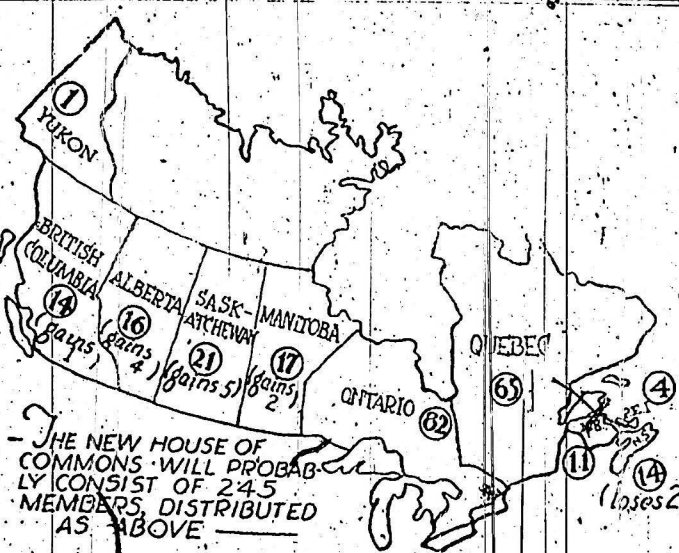 1
YUKON
BRITISH
COLUMBIA
14
(gains
1)
ALBERTA
16
(gains
4)
SASK-
ATCHEWAN
21
(gains 5)
MANITOBA
17
(gains
2)
ONTARIO 82
QUEBEC
65
4
P.E.I
N.B.
N.S.
11
14
(loses 2
- THE NEW HOUSE OF
COMMONS WILL PROBAB-
LY CONSIST OF 245
MEMBERS, DISTRIBUTED
AS ABOVE